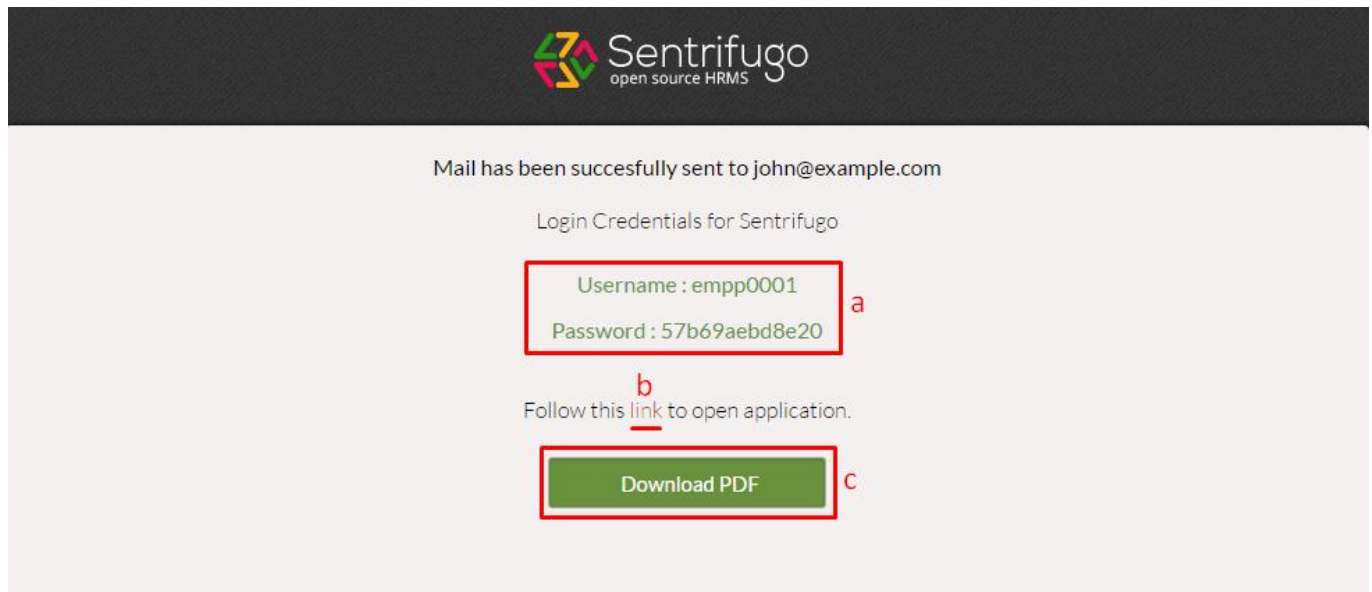 Sentrifugo
open source HRMS
Mail has been succesfully sent to john@example.com
Login Credentials for Sentrifugo
Username : empp0001
a
Password : 57b69aebd8e20
b
Follow this link to open application.
Download PDF
c